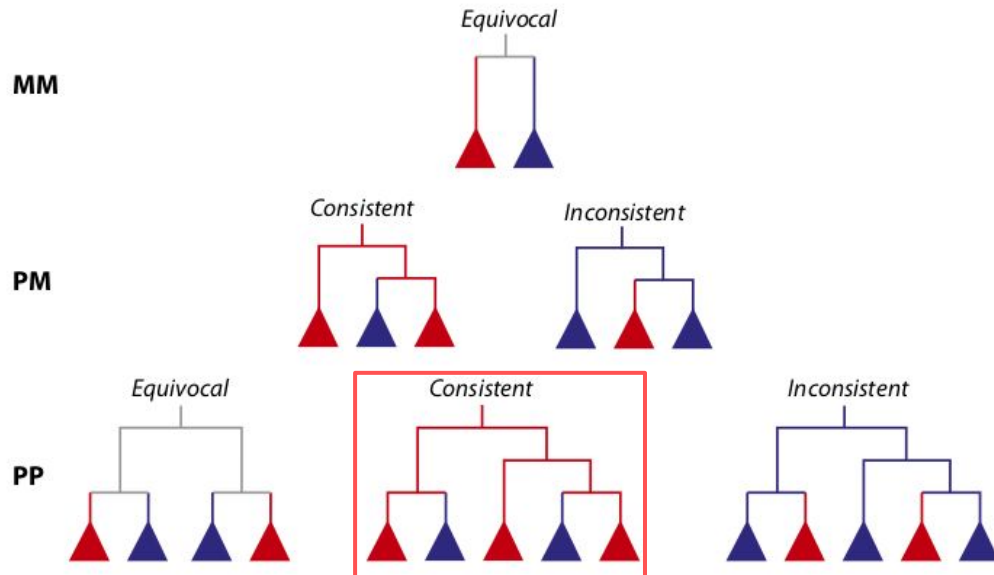 Equivocal
MM
Consistent Inconsistent
PM
Equivocal Consistent Inconsistent
PP